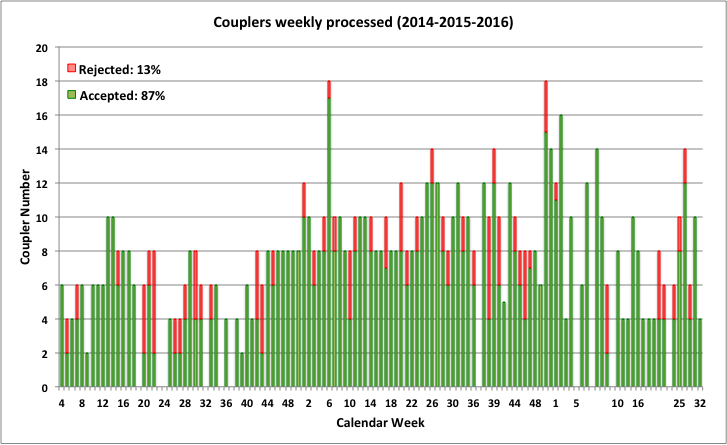 Couplers weekly processed (2014-2015-2016)
20
18
16
14
12
10
8
6
4
2
0
Coupler Number
Rejected: 13%
Accepted: 87%
4 8 12 16 20 24 28 32 36 40 44 48 2 6 10 14 18 22 26 30 34 39 44 48 1 5 10 16 25 32
Calendar Week